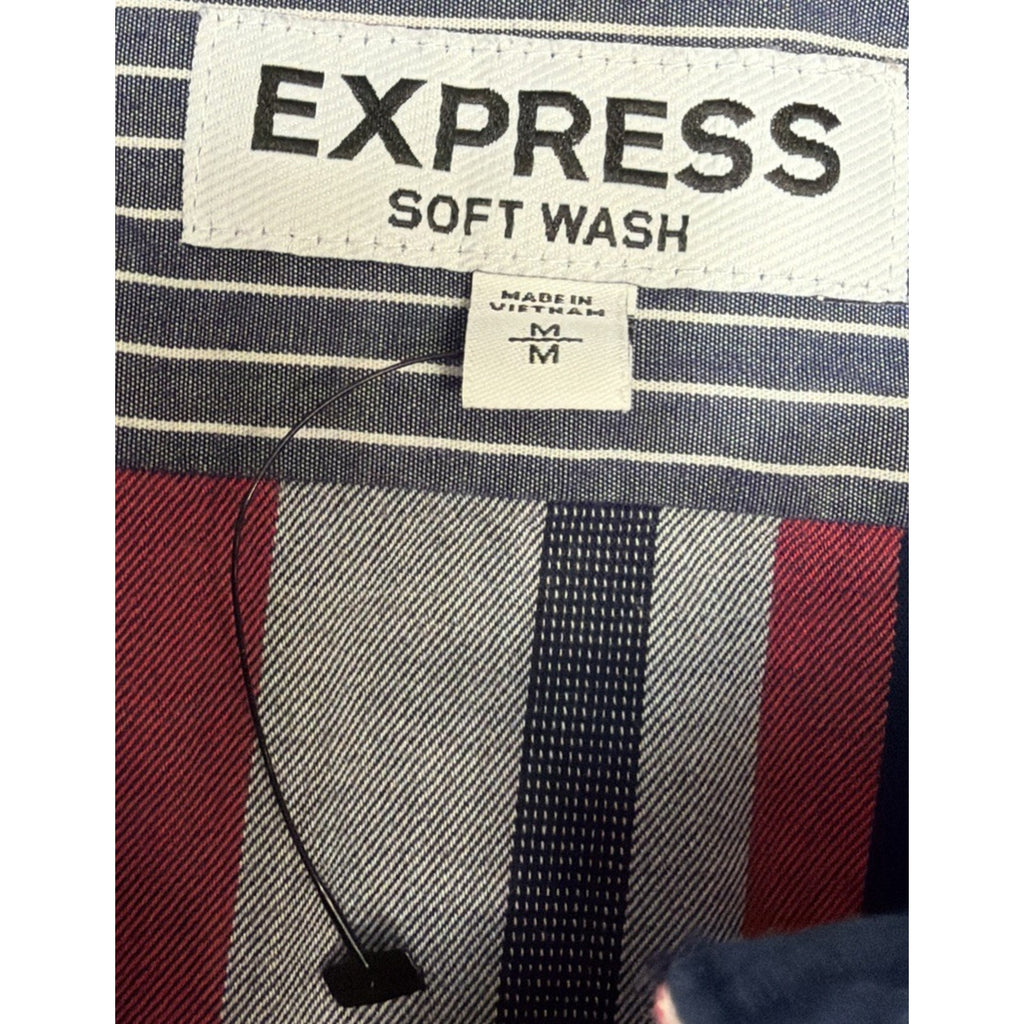 EXPRESS
SOFT WASH
MADE IN
VIETNAM
M
M